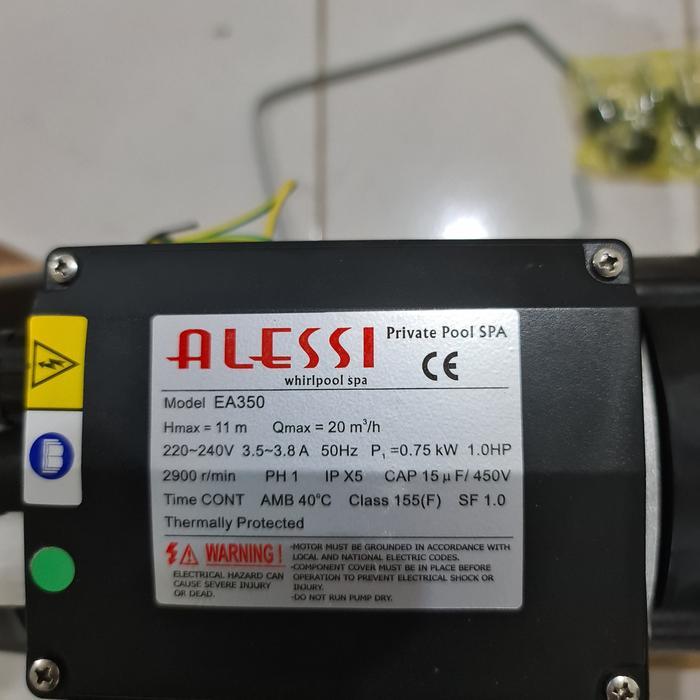 ALESSI Private Pool SPA
whirlpool spa CE
Model EA350
Hmax = 11 m Qmax = 20 m³/h
220~240V 3.5~3.8 A 50Hz P₁ =0.75 kW 1.0HP
2900 r/min PH 1 IP X5 CAP 15 μF/ 450V
Time CONT AMB 40°C Class 155(F) SF 1.0
Thermally Protected
WARNING!
ELECTRICAL HAZARD CAN
CAUSE SEVERE INJURY
OR DEAD.
-MOTOR MUST BE GROUNDED IN ACCORDANCE WITH
LOCAL AND NATIONAL ELECTRIC CODES.
-COMPONENT COVER MUST BE IN PLACE BEFORE
OPERATION TO PREVENT ELECTRICAL SHOCK OR
INJURY.
-DO NOT RUN PUMP DRY.